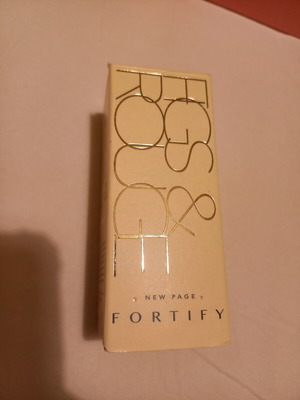 FIGS &
ROUGE
NEW PAGE
FORTIFY